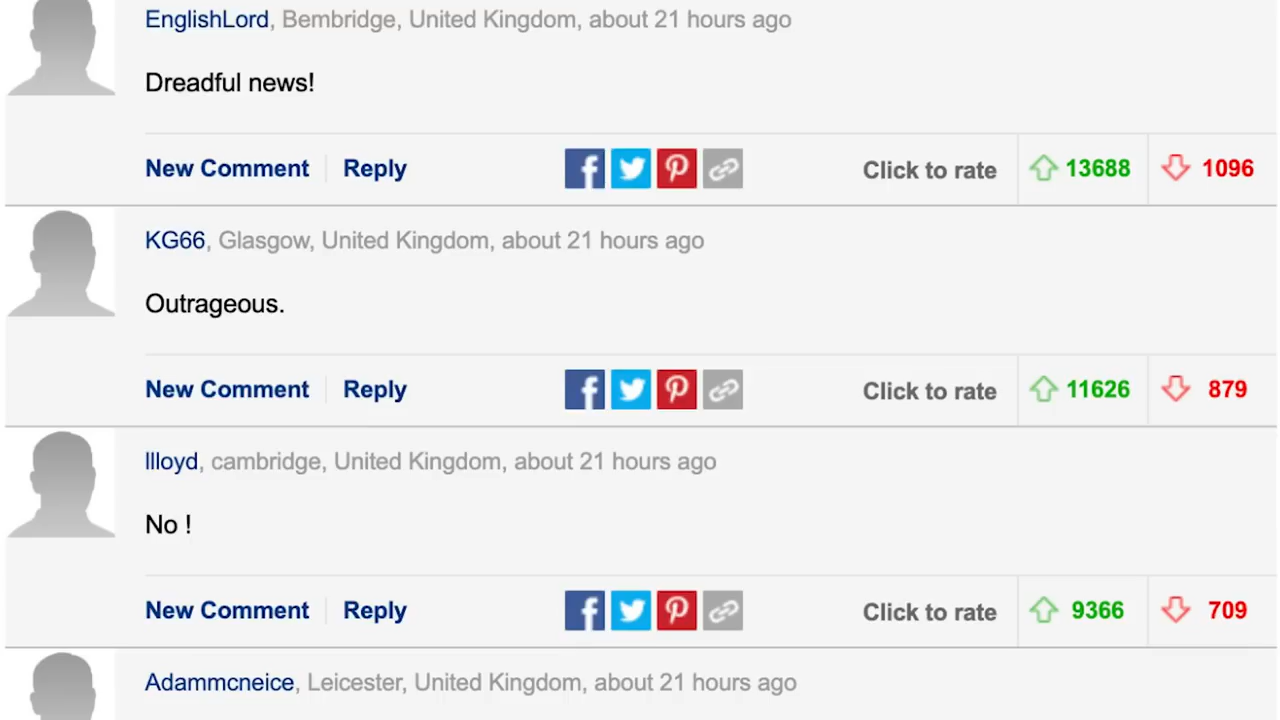 EnglishLord, Bembridge, United Kingdom, about 21 hours ago
Dreadful news!
New Comment Reply Click to rate 13688 1096
KG66, Glasgow, United Kingdom, about 21 hours ago
Outrageous.
New Comment Reply Click to rate 11626 879
llloyd, cambridge, United Kingdom, about 21 hours ago
No !
New Comment Reply Click to rate 9366 709
Adammcneice, Leicester, United Kingdom, about 21 hours ago